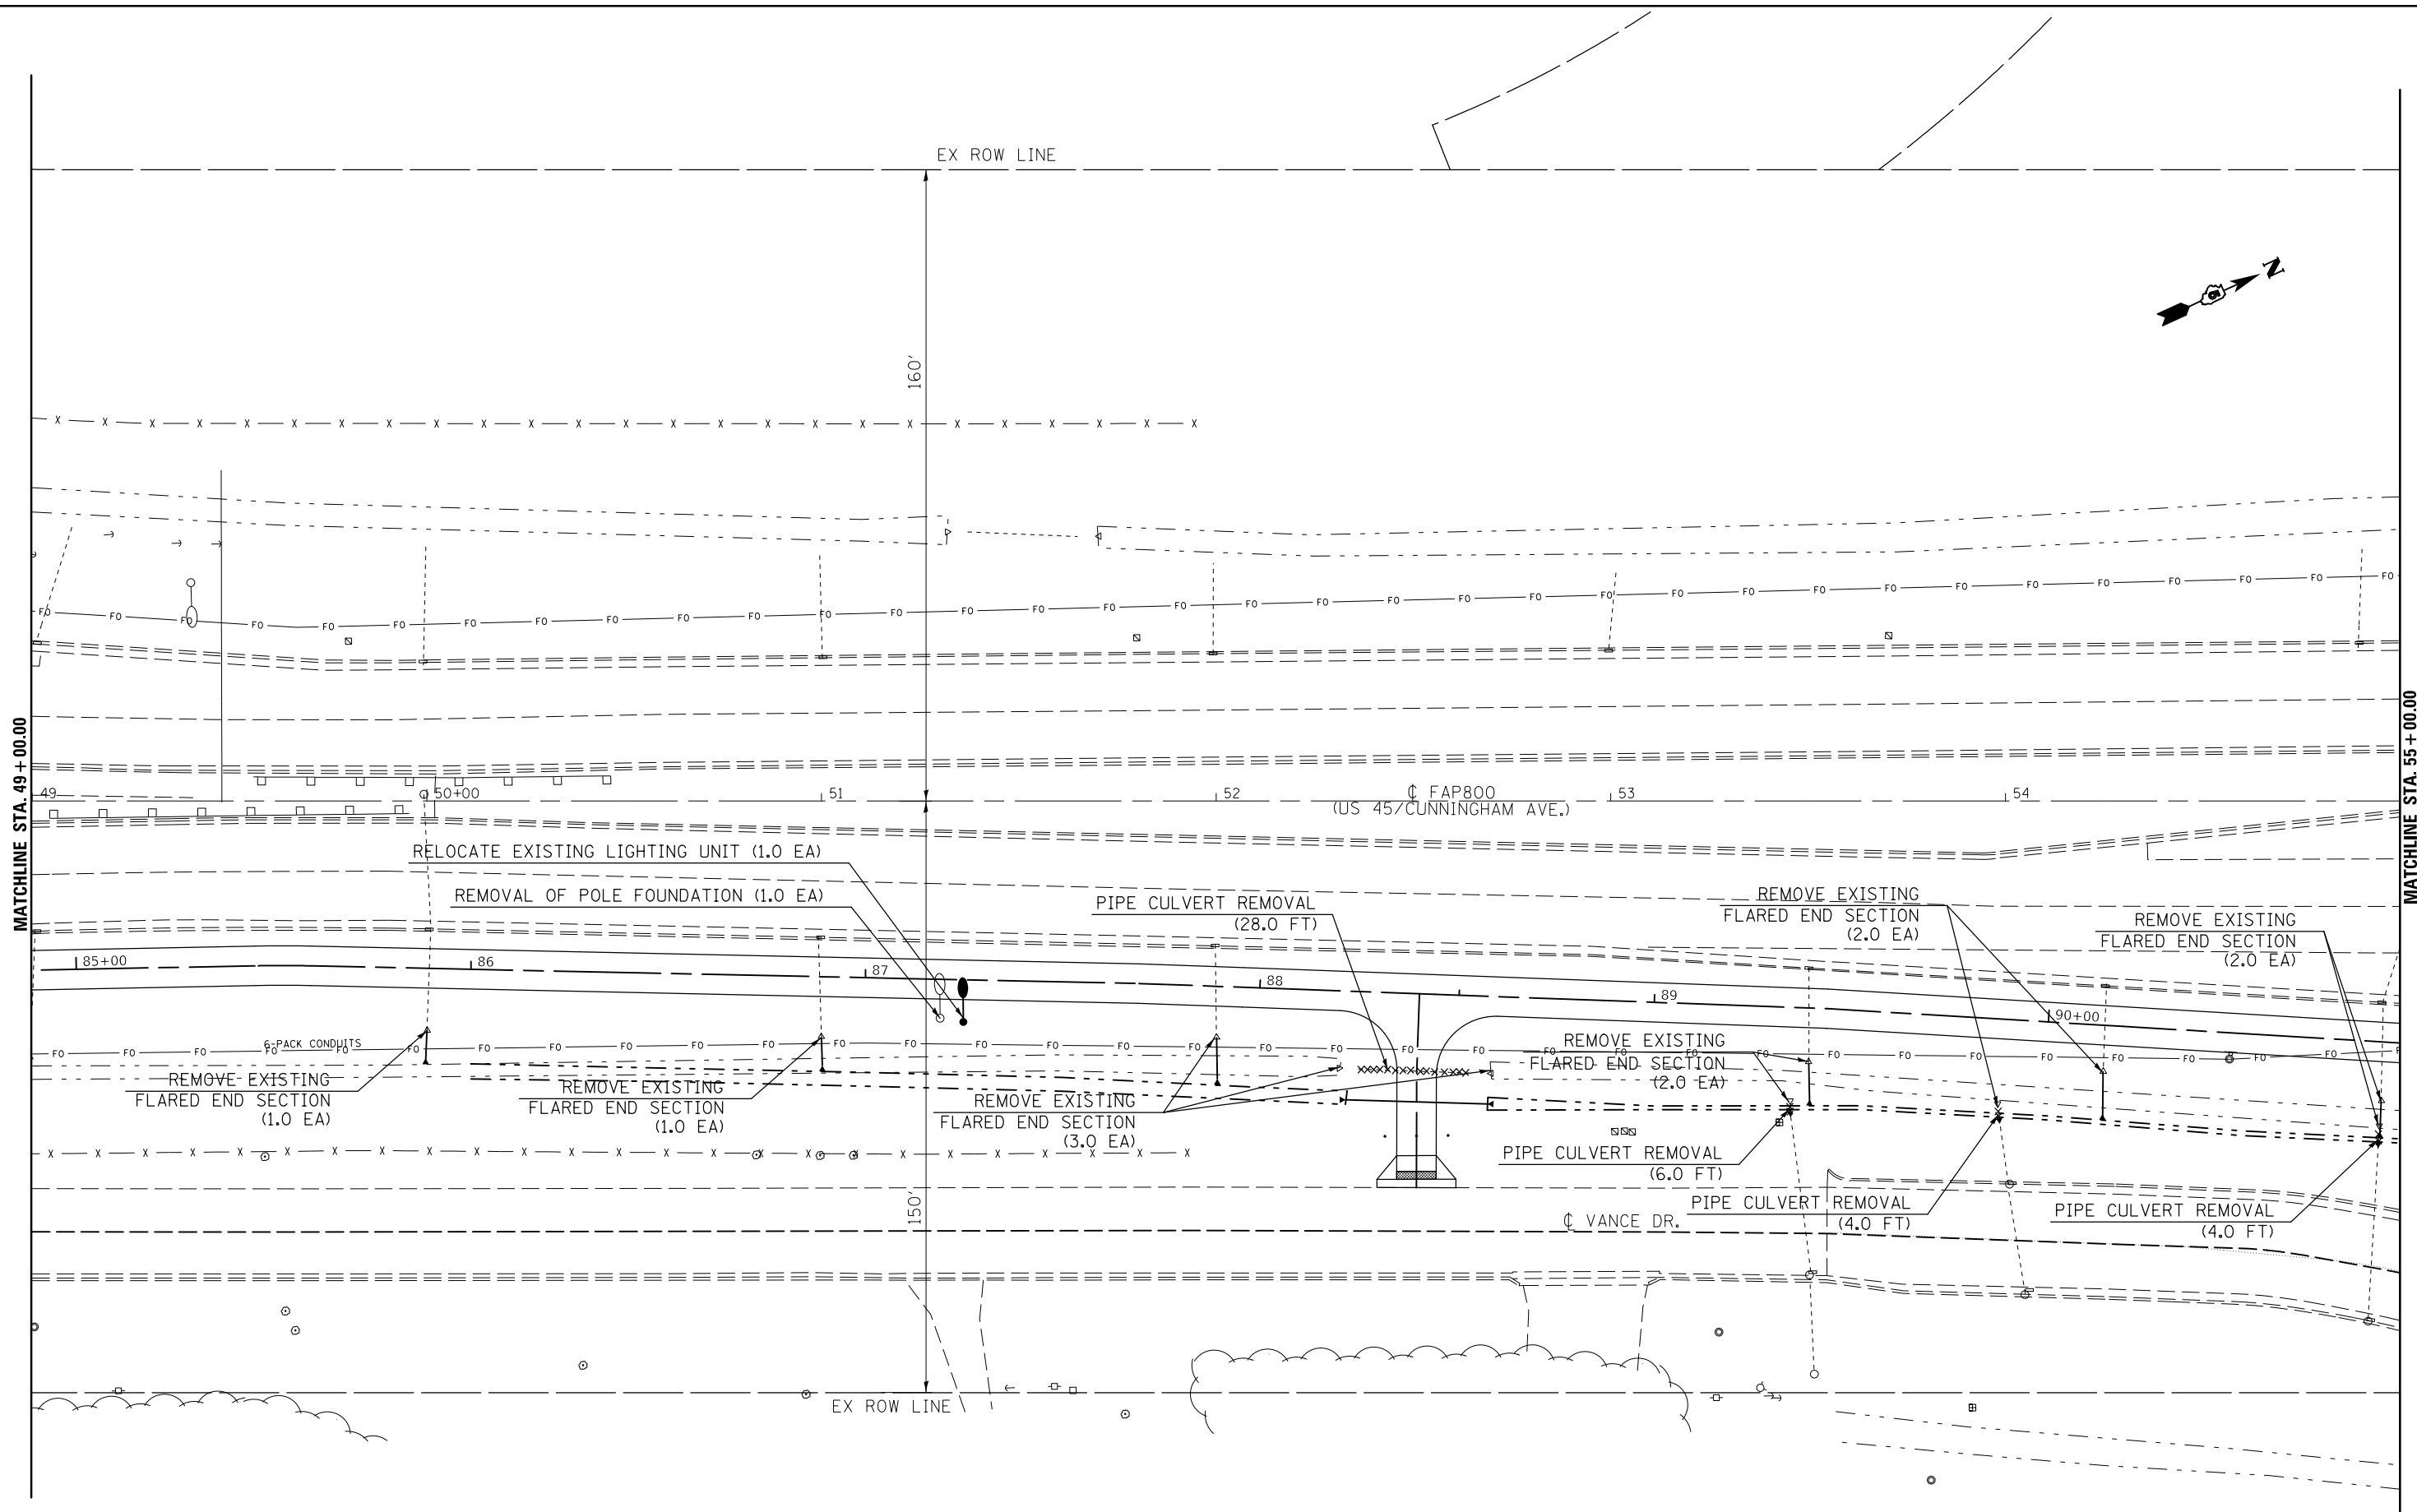 EX ROW LINE
N
160'
MATCHLINE STA. 49+00.00
MATCHLINE STA. 55+00.00
49
50+00
51
52
℄ FAP800
(US 45/CUNNINGHAM AVE.)
53
54
RELOCATE EXISTING LIGHTING UNIT (1.0 EA)
REMOVAL OF POLE FOUNDATION (1.0 EA)
PIPE CULVERT REMOVAL
(28.0 FT)
REMOVE EXISTING
FLARED END SECTION
(2.0 EA)
REMOVE EXISTING
FLARED END SECTION
(2.0 EA)
85+00
86
87
88
89
90+00
6-PACK CONDUITS
FO
REMOVE EXISTING
FLARED END SECTION
(1.0 EA)
REMOVE EXISTING
FLARED END SECTION
(1.0 EA)
REMOVE EXISTING
FLARED END SECTION
(3.0 EA)
REMOVE EXISTING
FLARED END SECTION
(2.0 EA)
PIPE CULVERT REMOVAL
(6.0 FT)
PIPE CULVERT REMOVAL
(4.0 FT)
PIPE CULVERT REMOVAL
(4.0 FT)
150'
℄ VANCE DR.
EX ROW LINE